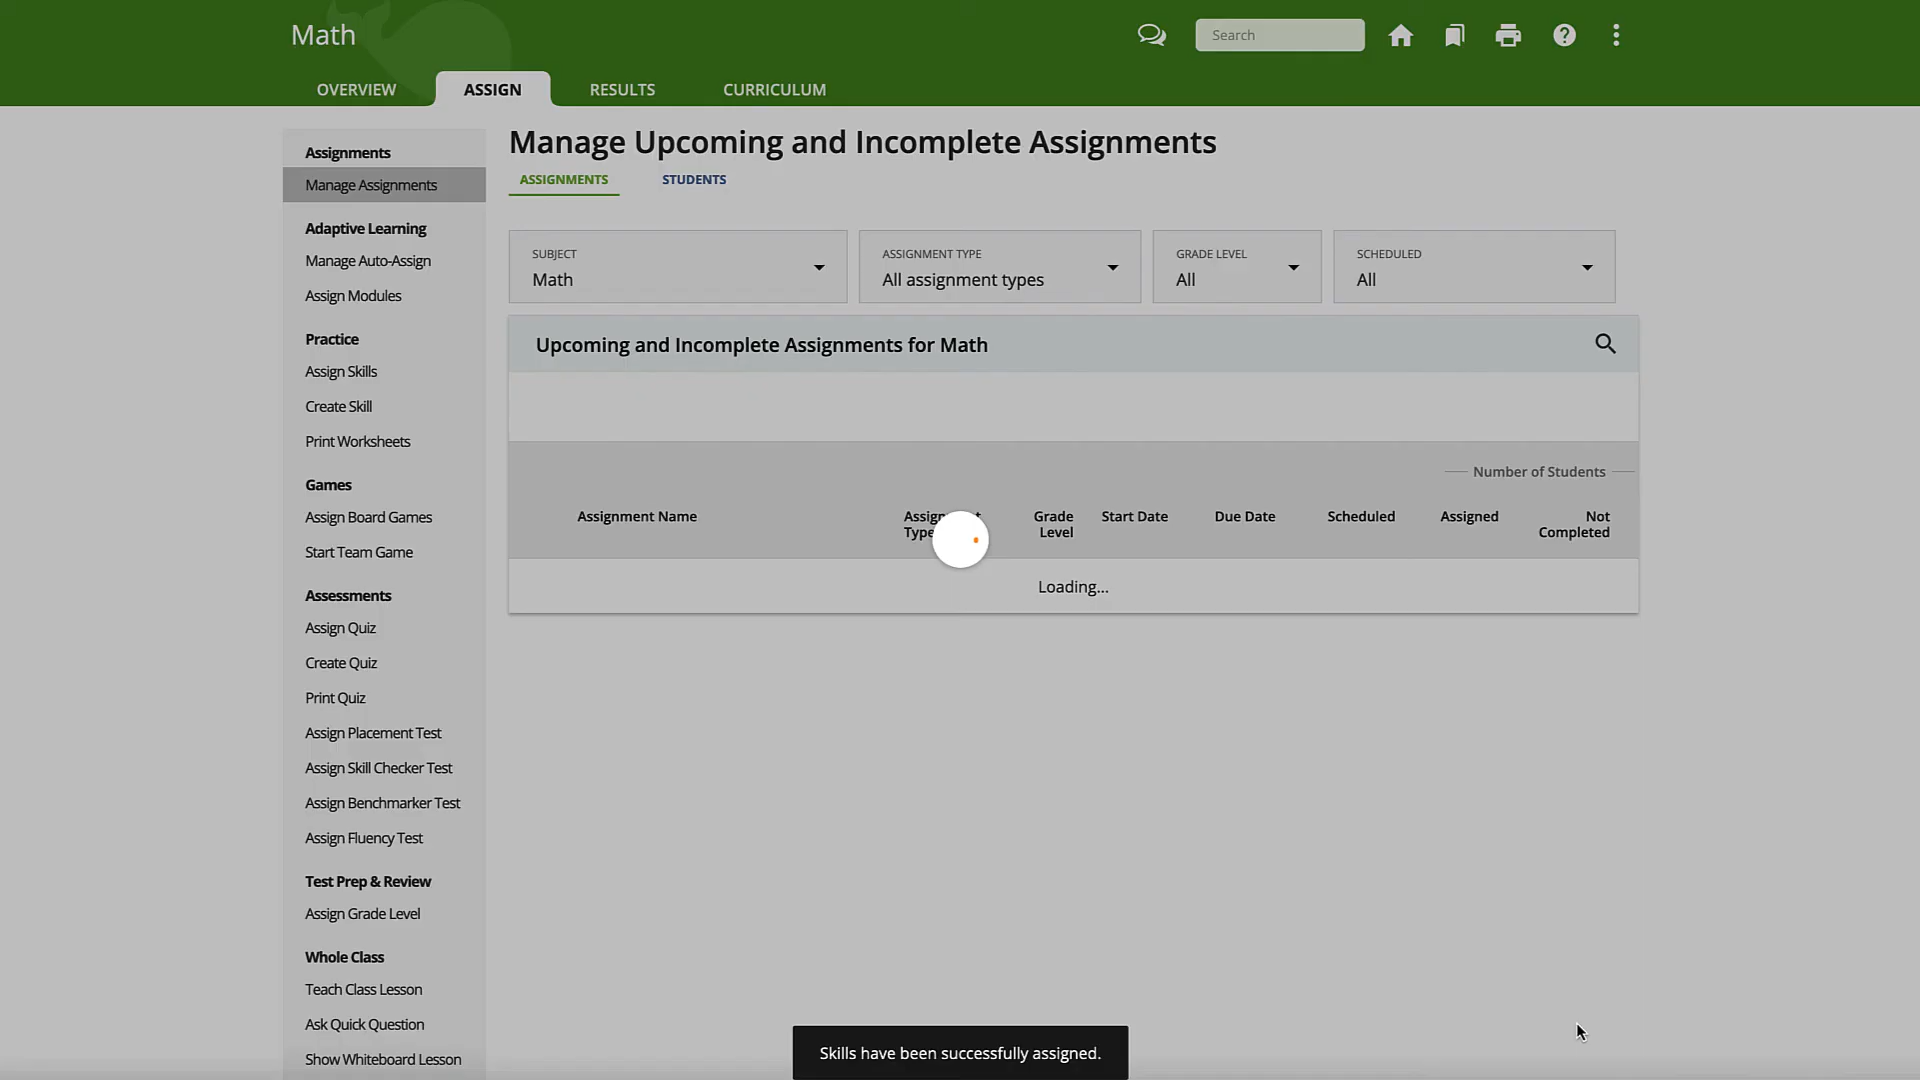 Math
Search
OVERVIEW
ASSIGN
RESULTS
CURRICULUM
Assignments
Manage Assignments
Adaptive Learning
Manage Auto-Assign
Assign Modules
Practice
Assign Skills
Create Skill
Print Worksheets
Games
Assign Board Games
Start Team Game
Assessments
Assign Quiz
Create Quiz
Print Quiz
Assign Placement Test
Assign Skill Checker Test
Assign Benchmarker Test
Assign Fluency Test
Test Prep & Review
Assign Grade Level
Whole Class
Teach Class Lesson
Ask Quick Question
Show Whiteboard Lesson
Manage Upcoming and Incomplete Assignments
ASSIGNMENTS
STUDENTS
SUBJECT
Math
ASSIGNMENT TYPE
All assignment types
GRADE LEVEL
All
SCHEDULED
All
Upcoming and Incomplete Assignments for Math
Number of Students
Assignment Name
Type
Grade
Level
Start Date
Due Date
Scheduled
Assigned
Not
Completed
Loading...
Skills have been successfully assigned.